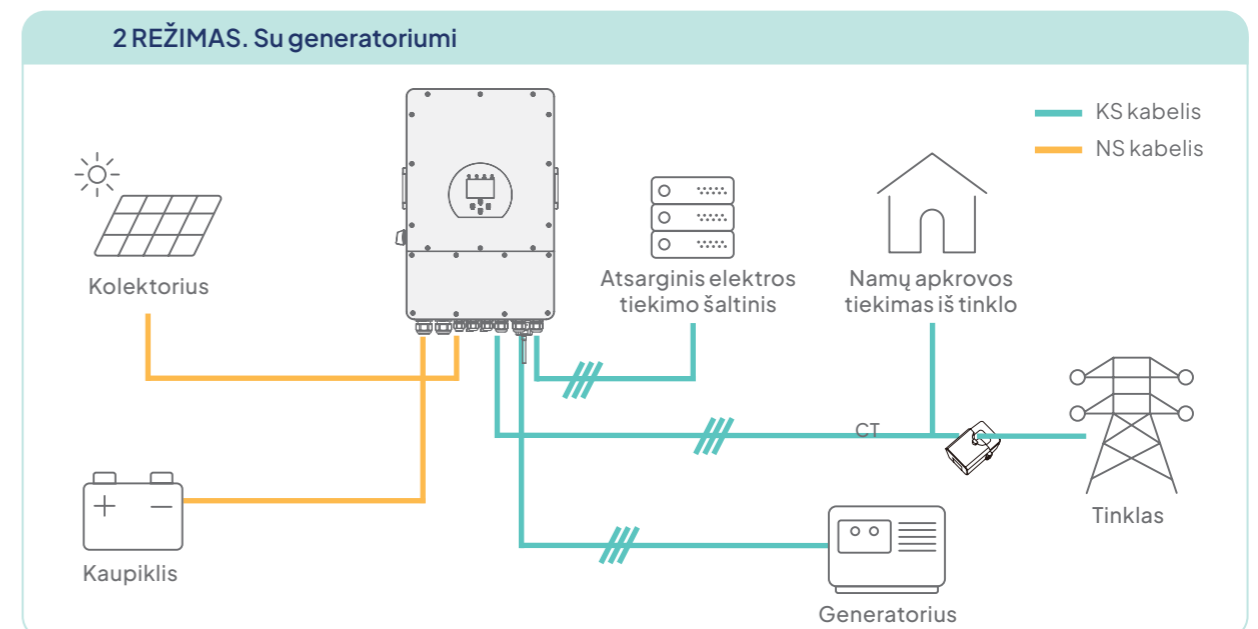 2 REŽIMAS. Su generatoriumi
KS kabelis
NS kabelis
Kolektorius
Atsarginis elektros
tiekimo šaltinis
Namų apkrovos
tiekimas iš tinklo
CT
Tinklas
Kaupiklis
Generatorius